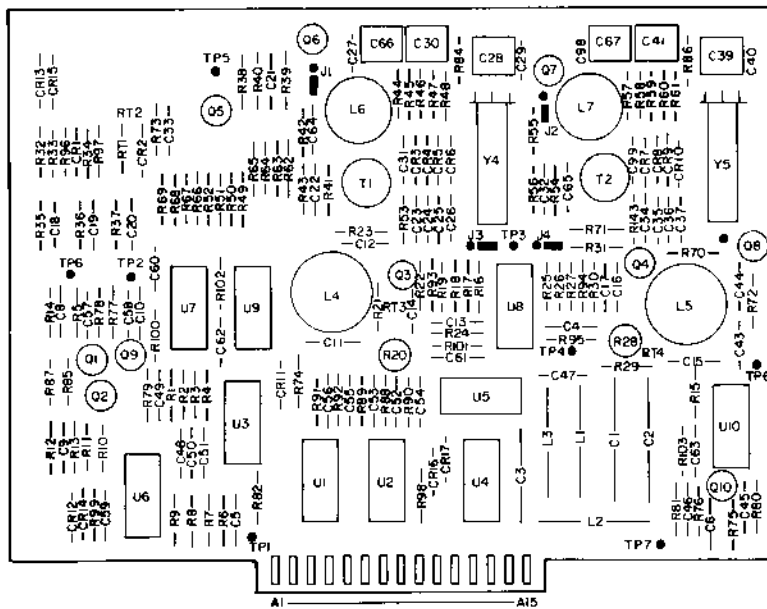 Q6 C27 C66 C30 R84 C28 C29 C98 C67 C41 R86 C39 C40
TP5 R38 R40 C21 R39 J1 Q7
CR13 CR15 R44 R45 R46 R47 R48 R57 R58 R59 R60 R61
RT2 Q5 L6 L7 J2
R73 C33 R42 C64 R55
R32 R33 R96 CR1 R34 R97 RT1 CR2 R65 R64 R63 R62 C31 CR3 CR4 CR5 CR6 Y4 C99 CR7 CR8 CR9 CR10 Y5
R43 C22 R41 T1 R56 C32 R54 C65 T2
R69 R68 R67 R66 R52 R51 R50 R49
R35 C18 R36 C19 R37 C20 R53 C23 C24 C25 C26 R143 C35 C36 C37
R23 C12 J3 TP3 J4 R71 R31 R70 Q8
TP6 TP2 C60 R102 Q3 R22 R93 R19 R18 R17 R16 R25 R26 R27 R94 R30 C17 C16 Q4 C44 R72
R14 C8 R5 C57 R78 R77 C58 C10 U7 U9 L4 R21 RT3 C14 U8 L5
C13 R24 C4
R100 C62 C11 R101 R95 R28
Q1 Q9 R20 C61 TP4 RT4 C15 C43 TP6
R87 R85 CR11 R74 C47 R29
Q2 R79 C49 R1 R2 R3 R4 U5 R15
R91 C56 R92 C55 R89 C53 R88 C52 C90 C54
R12 C9 R13 R11 R10 C48 C50 C51 U3 L3 L1 C1 C2 R103 C63 U10
CR16 CR17
U6 R82 U1 U2 R98 U4 C3 Q10
CR12 CR14 R99 C59 R9 R8 R7 R6 C5 L2 R81 C46 R76 C6 R75 C45 R80
TP1 TP7
A1 A15